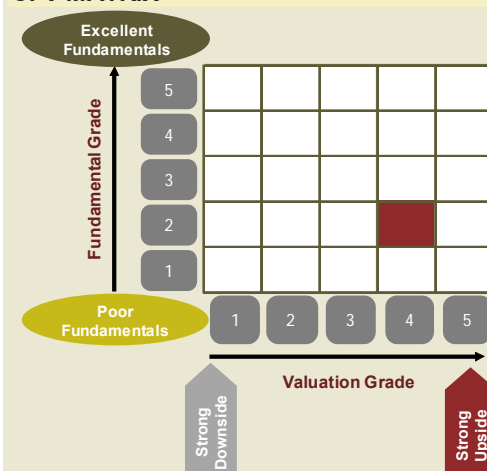 Excellent
Fundamentals
5
4
3
2
1
Fundamental Grade
Poor
Fundamentals
1
2
3
4
5
Valuation Grade
Strong
Downside
Strong
Upside